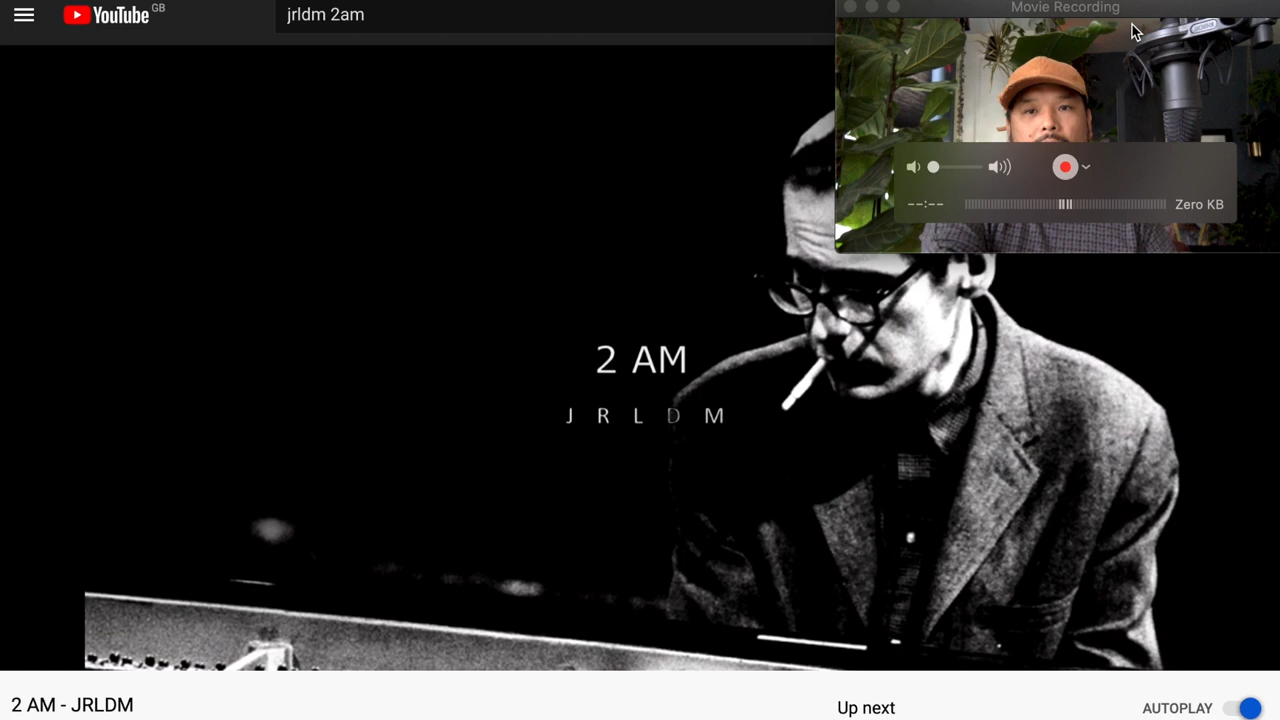 YouTube GB
jrldm 2am
Movie Recording
--:--
Zero KB
2 AM
J R L D M
2 AM - JRLDM
Up next
AUTOPLAY